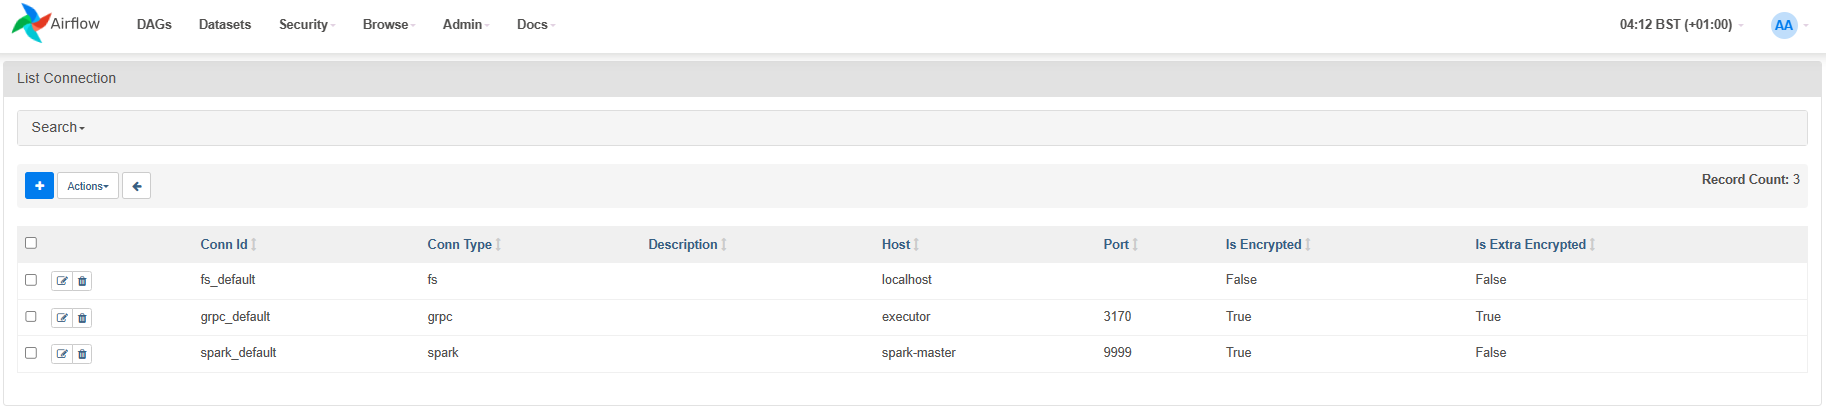 Airflow DAGs Datasets Security Browse Admin Docs 04:12 BST (+01:00) AA
List Connection
Search
+ Actions Record Count: 3
Conn Id Conn Type Description Host Port Is Encrypted Is Extra Encrypted
fs_default fs localhost False False
grpc_default grpc executor 3170 True True
spark_default spark spark-master 9999 True False